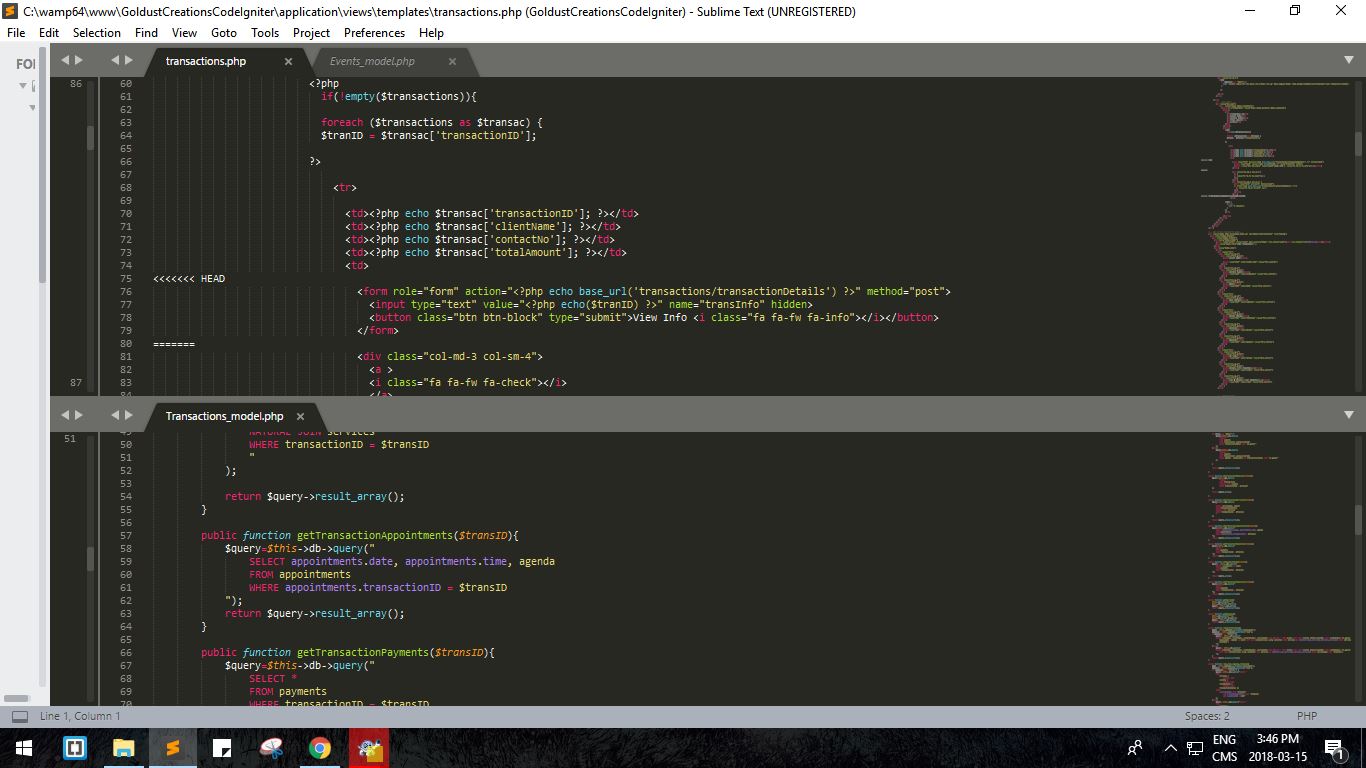 C:\wamp64\www\GoldustCreationsCodeIgniter\application\views\templates\transactions.php (GoldustCreationsCodeIgniter) - Sublime Text (UNREGISTERED)
File Edit Selection Find View Goto Tools Project Preferences Help
FOI
transactions.php
Events_model.php
86
60 <?php
61 if(!empty($transactions)){
62
63 foreach ($transactions as $transac) {
64 $tranID = $transac['transactionID'];
65
66 ?>
67
68 <tr>
69
70 <td><?php echo $transac['transactionID']; ?></td>
71 <td><?php echo $transac['clientName']; ?></td>
72 <td><?php echo $transac['contactNo']; ?></td>
73 <td><?php echo $transac['totalAmount']; ?></td>
74 <td>
75 <<<<<<< HEAD
76 <form role="form" action="<?php echo base_url('transactions/transactionDetails') ?>" method="post">
77 <input type="text" value="<?php echo($tranID) ?>" name="transInfo" hidden>
78 <button class="btn btn-block" type="submit">View Info <i class="fa fa-fw fa-info"></i></button>
79 </form>
80 =======
81 <div class="col-md-3 col-sm-4">
82 <a >
87
83 <i class="fa fa-fw fa-check"></i>
84 </a>
Transactions_model.php
51
49 NATURAL JOIN services
50 WHERE transactionID = $transID
51 "
52 );
53
54 return $query->result_array();
55 }
56
57 public function getTransactionAppointments($transID){
58 $query=$this->db->query("
59 SELECT appointments.date, appointments.time, agenda
60 FROM appointments
61 WHERE appointments.transactionID = $transID
62 ");
63 return $query->result_array();
64 }
65
66 public function getTransactionPayments($transID){
67 $query=$this->db->query("
68 SELECT *
69 FROM payments
70 WHERE transactionID = $transID
Line 1, Column 1
Spaces: 2
PHP
ENG
CMS
3:46 PM
2018-03-15
1